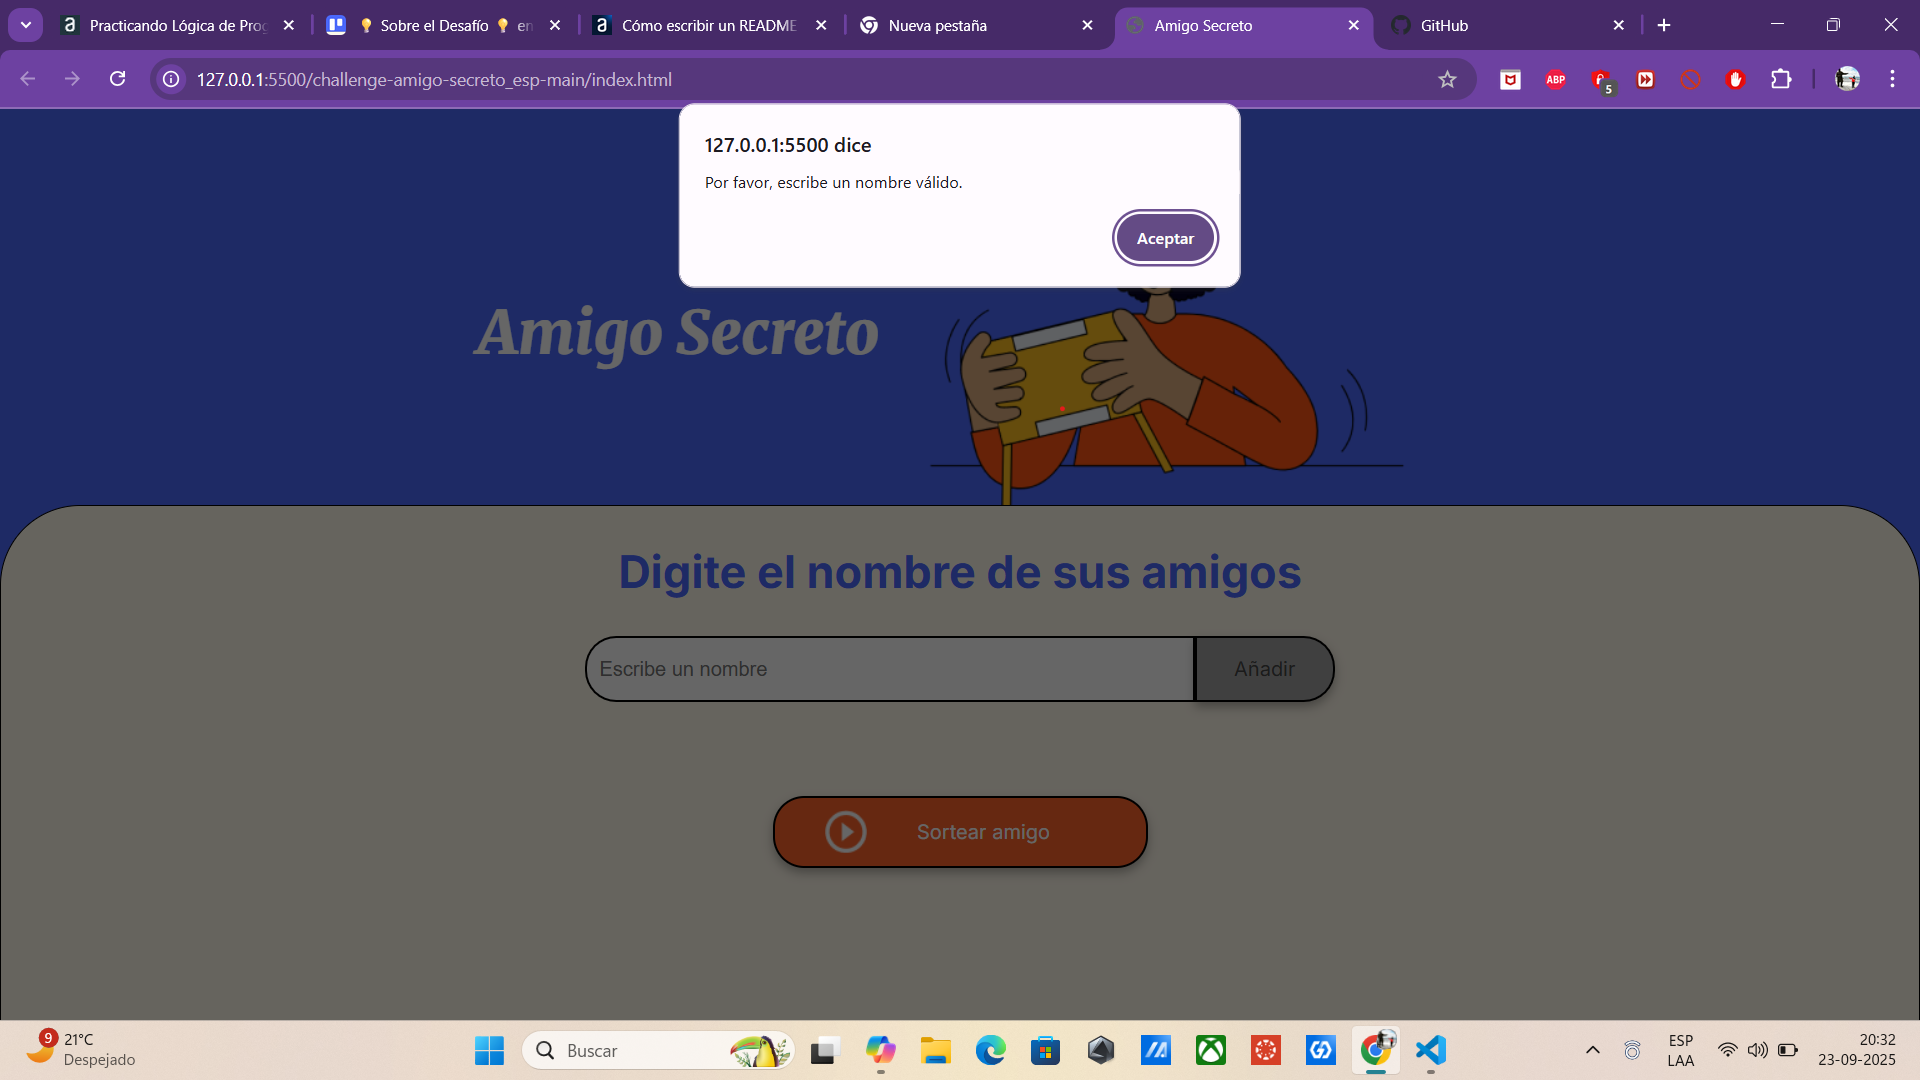 Practicando Lógica de Prog
Sobre el Desafío 💡 en
Cómo escribir un README
Nueva pestaña
Amigo Secreto
GitHub
127.0.0.1:5500/challenge-amigo-secreto_esp-main/index.html
ABP
5
127.0.0.1:5500 dice
Por favor, escribe un nombre válido.
Aceptar
Amigo Secreto
Digite el nombre de sus amigos
Escribe un nombre
Añadir
Sortear amigo
9
21°C
Despejado
Buscar
ESP
LAA
20:32
23-09-2025